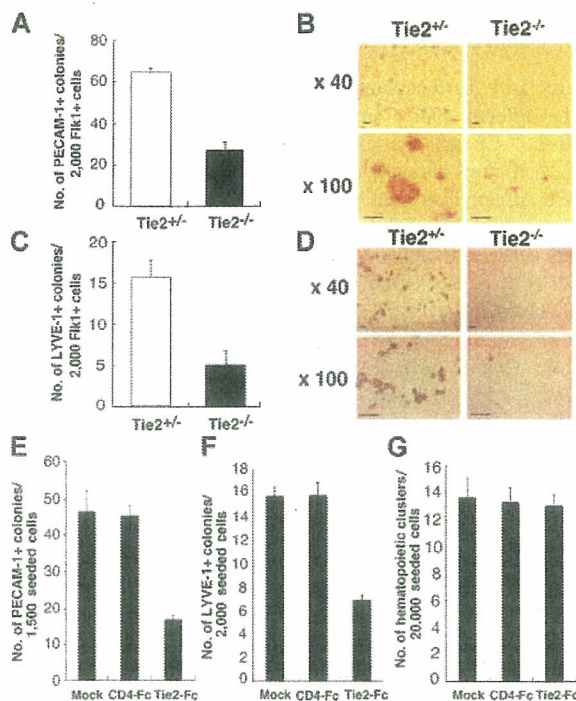 A
No. of PECAM-1+ colonies/
2,000 Flk1+ cells
80
60
40
20
0
Tie2+/-
Tie2-/-
B
Tie2+/-
Tie2-/-
x 40
x 100
C
No. of LYVE-1+ colonies/
2,000 Flk1+ cells
20
15
10
5
0
Tie2+/-
Tie2-/-
D
Tie2+/-
Tie2-/-
x 40
x 100
E
No. of PECAM-1+ colonies/
1,500 seeded cells
60
50
40
30
20
10
0
Mock
CD4-Fc
Tie2-Fc
F
No. of LYVE-1+ colonies/
2,000 seeded cells
18
16
14
12
10
8
6
4
2
0
Mock
CD4-Fc
Tie2-Fc
G
No. of hematopoietic clusters/
20,000 seeded cells
16
14
12
10
8
6
4
2
0
Mock
CD4-Fc
Tie2-Fc